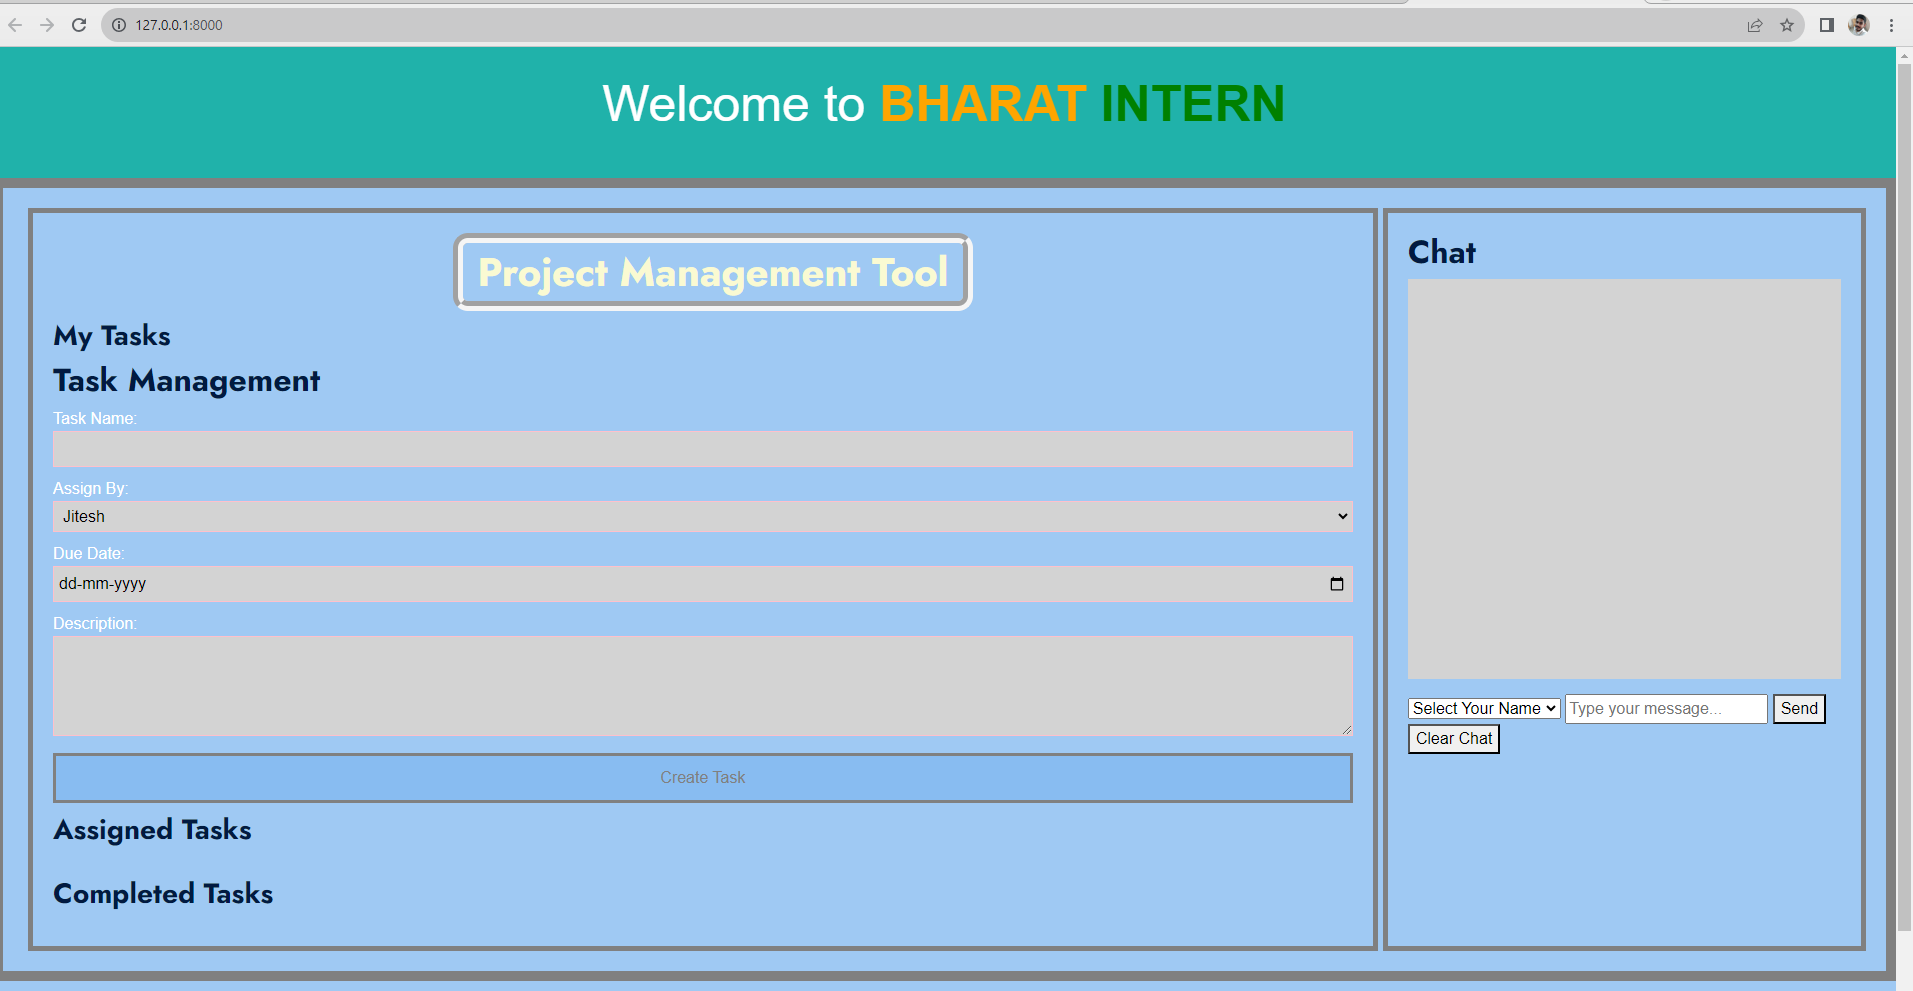 127.0.0.1:8000
Welcome to BHARAT INTERN
Project Management Tool
My Tasks
Task Management
Task Name:
Assign By:
Jitesh
Due Date:
dd-mm-yyyy
Description:
Create Task
Assigned Tasks
Completed Tasks
Chat
Select Your Name
Type your message...
Send
Clear Chat